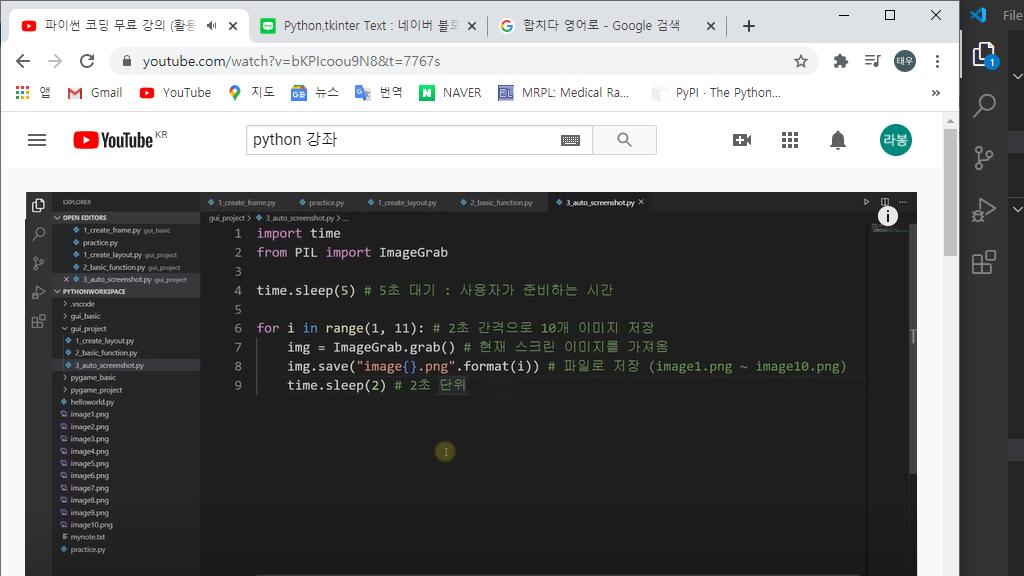 파이썬 코딩 무료 강의 (활용
Python,tkinter Text : 네이버 블로
합치다 영어로 - Google 검색
File
youtube.com/watch?v=bKPIcoou9N8&t=7767s
태우
1
앱
Gmail
YouTube
지도
뉴스
번역
NAVER
MRPL: Medical Ra...
PyPI · The Python...
»
YouTube KR
python 강좌
라봉
EXPLORER
OPEN EDITORS
1_create_frame.py gui_basic
practice.py
1_create_layout.py gui_project
2_basic_function.py gui_project
3_auto_screenshot.py gui_project
PYTHONWORKSPACE
.vscode
gui_basic
gui_project
1_create_layout.py
2_basic_function.py
3_auto_screenshot.py
pygame_basic
pygame_project
helloworld.py
image1.png
image2.png
image3.png
image4.png
image5.png
image6.png
image7.png
image8.png
image9.png
image10.png
mynote.txt
practice.py
1_create_frame.py
practice.py
1_create_layout.py
2_basic_function.py
3_auto_screenshot.py
gui_project > 3_auto_screenshot.py > ...
1 import time
2 from PIL import ImageGrab
3
4 time.sleep(5) # 5초 대기 : 사용자가 준비하는 시간
5
6 for i in range(1, 11): # 2초 간격으로 10개 이미지 저장
7 img = ImageGrab.grab() # 현재 스크린 이미지를 가져옴
8 img.save("image{}.png".format(i)) # 파일로 저장 (image1.png ~ image10.png)
9 time.sleep(2) # 2초 단위